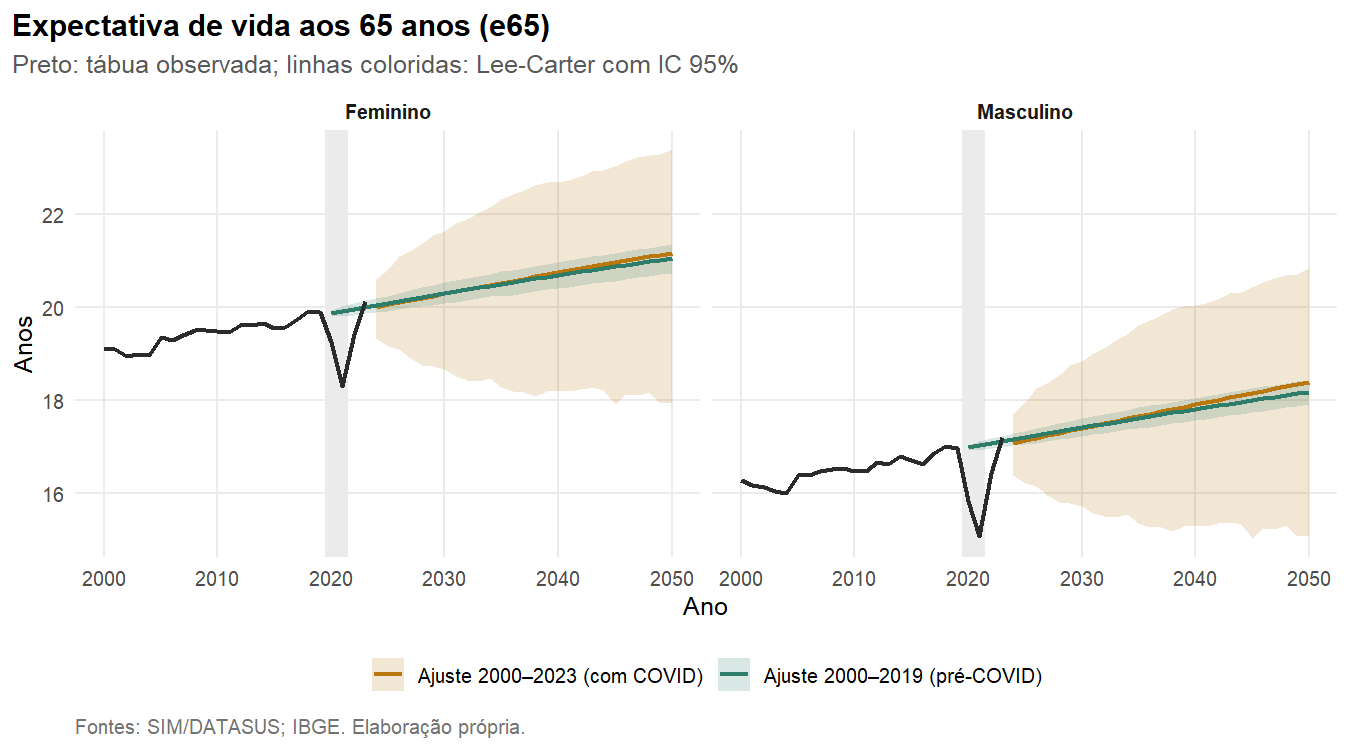 Expectativa de vida aos 65 anos (e65)
Preto: tábua observada; linhas coloridas: Lee-Carter com IC 95%
Feminino
Masculino
Anos
22
20
18
16
2000 2010 2020 2030 2040 2050
2000 2010 2020 2030 2040 2050
Ano
Ajuste 2000–2023 (com COVID)
Ajuste 2000–2019 (pré-COVID)
Fontes: SIM/DATASUS; IBGE. Elaboração própria.